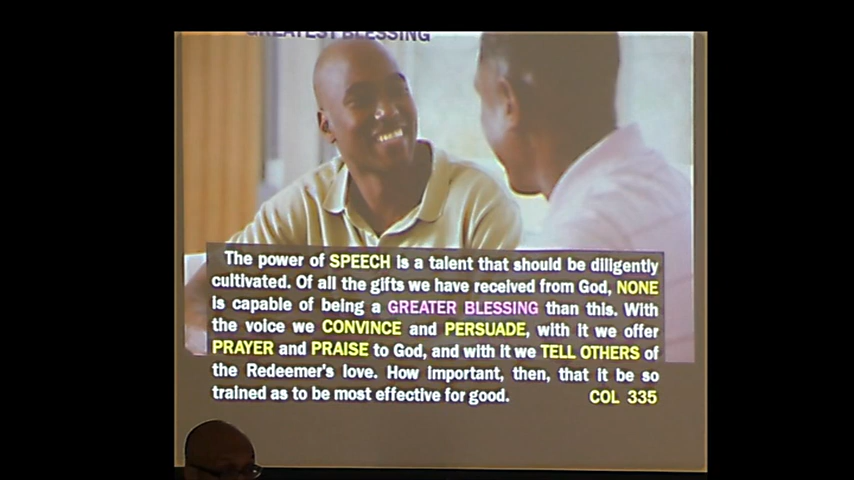 GREATEST BLESSING
The power of SPEECH is a talent that should be diligently
cultivated. Of all the gifts we have received from God, NONE
is capable of being a GREATER BLESSING than this. With
the voice we CONVINCE and PERSUADE, with it we offer
PRAYER and PRAISE to God, and with it we TELL OTHERS of
the Redeemer's love. How important, then, that it be so
trained as to be most effective for good. COL 335